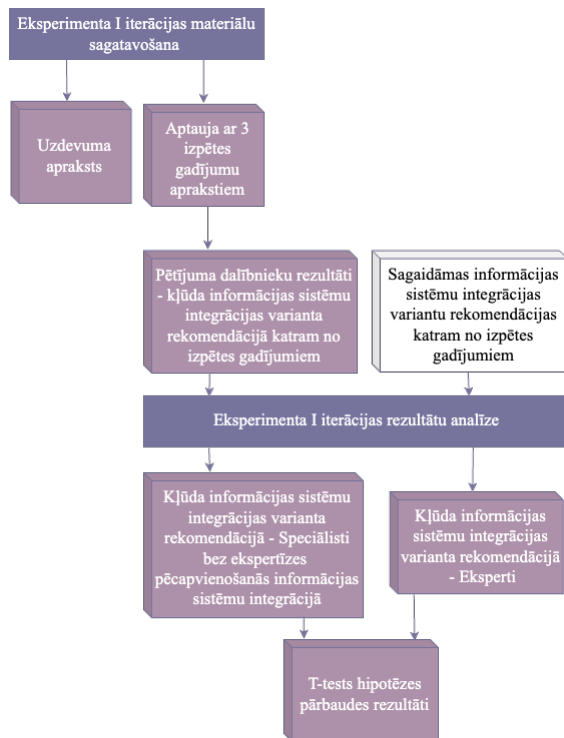 Eksperimenta I iterācijas materiālu
sagatavošana
Uzdevuma
apraksts
Aptauja ar 3
izpētes
gadījumu
aprakstiem
Pētījuma dalībnieku rezultāti
- kļūda informācijas sistēmu
integrācijas varianta
rekomendācijā katram no
izpētes gadījumiem
Sagaidāmas informācijas
sistēmu integrācijas
variantu rekomendācijas
katram no izpētes
gadījumiem
Eksperimenta I iterācijas rezultātu analīze
Kļūda informācijas sistēmu
integrācijas varianta
rekomendācijā - Speciālisti
bez ekspertīzes
pēcapvienošanās informācijas
sistēmu integrācijā
Kļūda informācijas
sistēmu integrācijas
varianta rekomendācijā
- Eksperti
T-tests hipotēzes
pārbaudes rezultāti